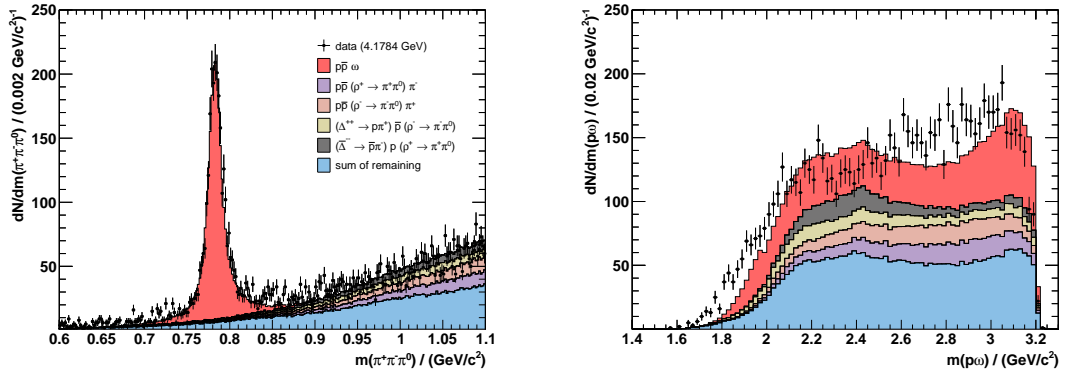 dN/dm(π⁺π⁻π⁰) / (0.002 GeV/c²)⁻¹
200
150
100
50
0.6 0.65 0.7 0.75 0.8 0.85 0.9 0.95 1 1.05 1.1
m(π⁺π⁻π⁰) / (GeV/c²)
data (4.1784 GeV)
pp̅ ω
pp̅ (ρ⁺ → π⁺π⁰) π⁻
pp̅ (ρ⁻ → π⁻π⁰) π⁺
(Δ⁺⁺ → pπ⁺) p̅ (ρ⁻ → π⁻π⁰)
(Δ̅⁻⁻ → p̅π⁻) p (ρ⁺ → π⁺π⁰)
sum of remaining
dN/dm(pω) / (0.02 GeV/c²)⁻¹
250
200
150
100
50
1.4 1.6 1.8 2 2.2 2.4 2.6 2.8 3 3.2
m(pω) / (GeV/c²)